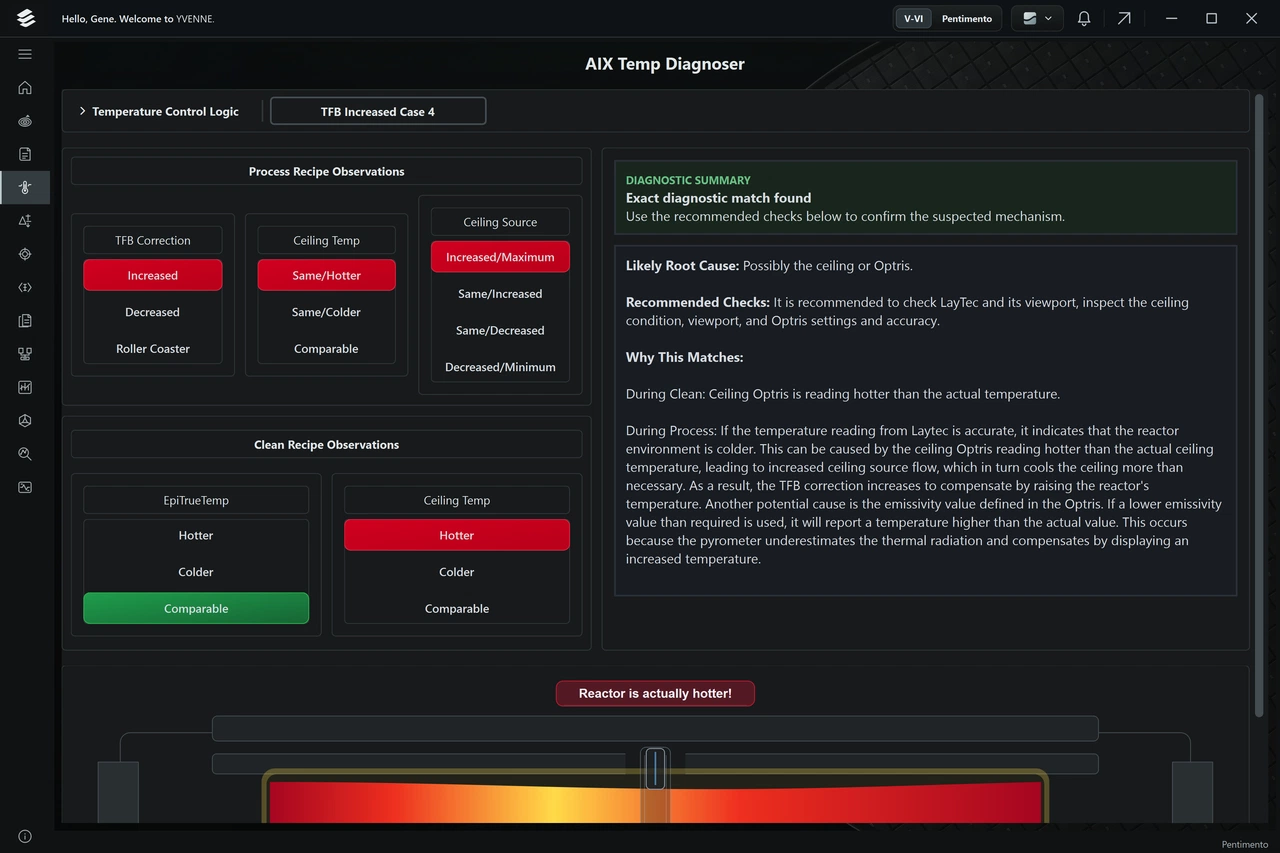 Hello, Gene. Welcome to YVENNE.
V-VI Pentimento
AIX Temp Diagnoser
Temperature Control Logic
TFB Increased Case 4
Process Recipe Observations
TFB Correction
Increased
Decreased
Roller Coaster
Ceiling Temp
Same/Hotter
Same/Colder
Comparable
Ceiling Source
Increased/Maximum
Same/Increased
Same/Decreased
Decreased/Minimum
Clean Recipe Observations
EpiTrueTemp
Hotter
Colder
Comparable
Ceiling Temp
Hotter
Colder
Comparable
DIAGNOSTIC SUMMARY
Exact diagnostic match found
Use the recommended checks below to confirm the suspected mechanism.
Likely Root Cause: Possibly the ceiling or Optris.
Recommended Checks: It is recommended to check LayTec and its viewport, inspect the ceiling
condition, viewport, and Optris settings and accuracy.
Why This Matches:
During Clean: Ceiling Optris is reading hotter than the actual temperature.
During Process: If the temperature reading from Laytec is accurate, it indicates that the reactor
environment is colder. This can be caused by the ceiling Optris reading hotter than the actual ceiling
temperature, leading to increased ceiling source flow, which in turn cools the ceiling more than
necessary. As a result, the TFB correction increases to compensate by raising the reactor's
temperature. Another potential cause is the emissivity value defined in the Optris. If a lower emissivity
value than required is used, it will report a temperature higher than the actual value. This occurs
because the pyrometer underestimates the thermal radiation and compensates by displaying an
increased temperature.
Reactor is actually hotter!
Pentimento